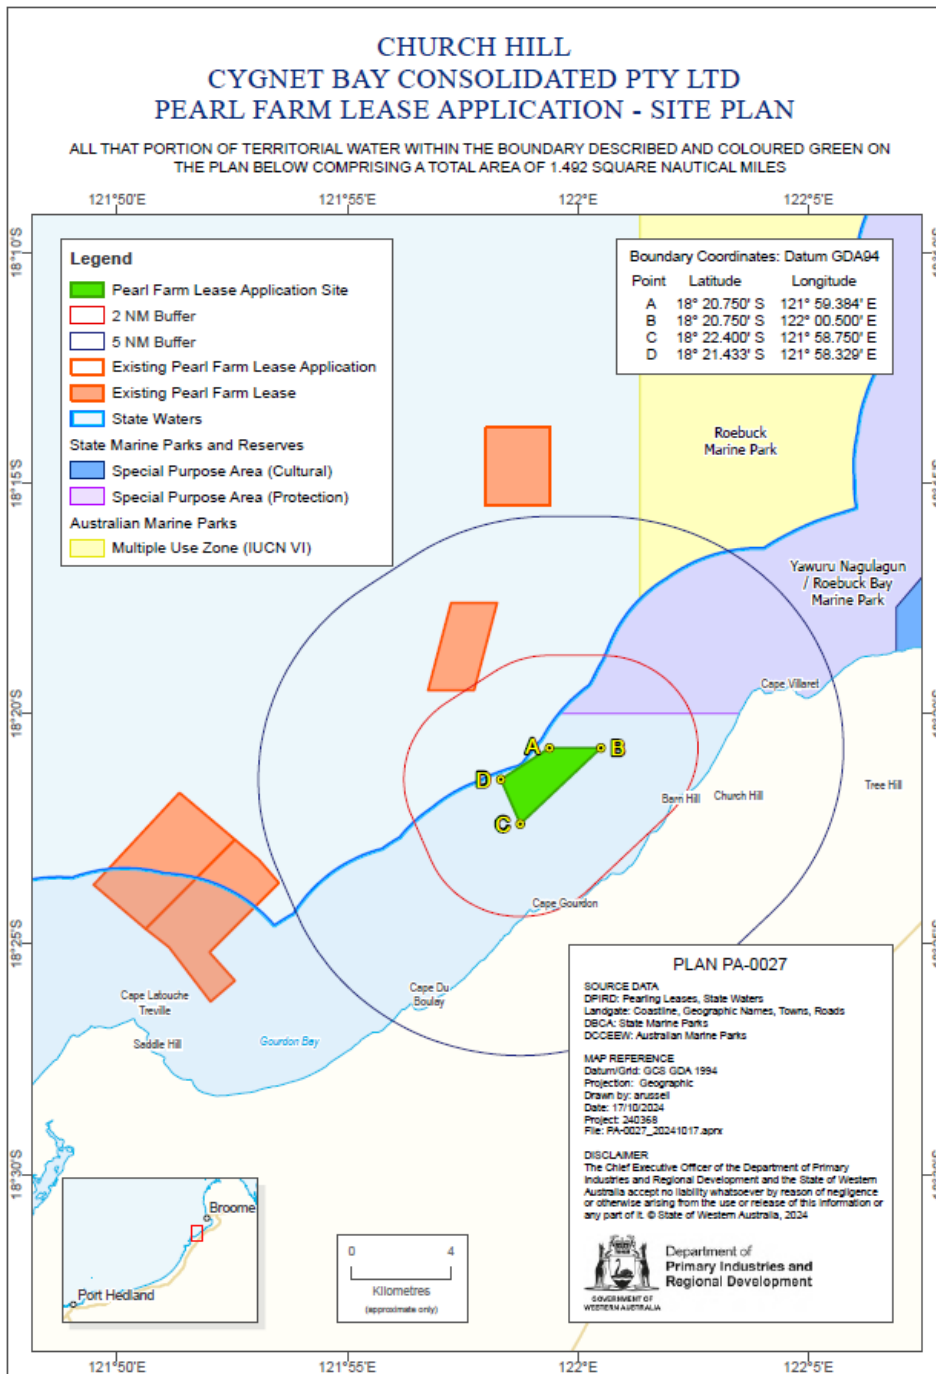 CHURCH HILL
CYGNET BAY CONSOLIDATED PTY LTD
PEARL FARM LEASE APPLICATION - SITE PLAN
ALL THAT PORTION OF TERRITORIAL WATER WITHIN THE BOUNDARY DESCRIBED AND COLOURED GREEN ON
THE PLAN BELOW COMPRISING A TOTAL AREA OF 1.492 SQUARE NAUTICAL MILES
121°50'E 121°55'E 122°E 122°5'E
18°10'S
Legend
Pearl Farm Lease Application Site
2 NM Buffer
5 NM Buffer
Existing Pearl Farm Lease Application
Existing Pearl Farm Lease
State Waters
State Marine Parks and Reserves
Special Purpose Area (Cultural)
Special Purpose Area (Protection)
Australian Marine Parks
Multiple Use Zone (IUCN VI)
Boundary Coordinates: Datum GDA94
Point Latitude Longitude
A 18° 20.750' S 121° 59.384' E
B 18° 20.750' S 122° 00.500' E
C 18° 22.400' S 121° 58.750' E
D 18° 21.433' S 121° 58.329' E
Roebuck
Marine Park
18°15'S
Yawuru Nagulagun
/ Roebuck Bay
Marine Park
Cape Villaret
18°20'S
A B
D
C
Barn Hill Church Hill Tree Hill
Cape Gourdon
18°25'S
Cape Latouche
Treville
Cape Du
Boulay
Saddle Hill
Gourdon Bay
18°30'S
PLAN PA-0027
SOURCE DATA
DPIRD: Pearling Leases, State Waters
Landgate: Coastline, Geographic Names, Towns, Roads
DBCA: State Marine Parks
DCCEEW: Australian Marine Parks
MAP REFERENCE
Datum/Grid: GCS GDA 1994
Projection: Geographic
Drawn by: arussell
Date: 17/10/2024
Project: 240368
File: PA-0027_20241017.aprx
DISCLAIMER
The Chief Executive Officer of the Department of Primary
Industries and Regional Development and the State of Western
Australia accept no liability whatsoever by reason of negligence
or otherwise arising from the use or release of this information or
any part of it. © State of Western Australia, 2024
GOVERNMENT OF
WESTERN AUSTRALIA
Department of
Primary Industries and
Regional Development
Broome
Port Hedland
0 4
Kilometres
(approximate only)
121°50'E 121°55'E 122°E 122°5'E